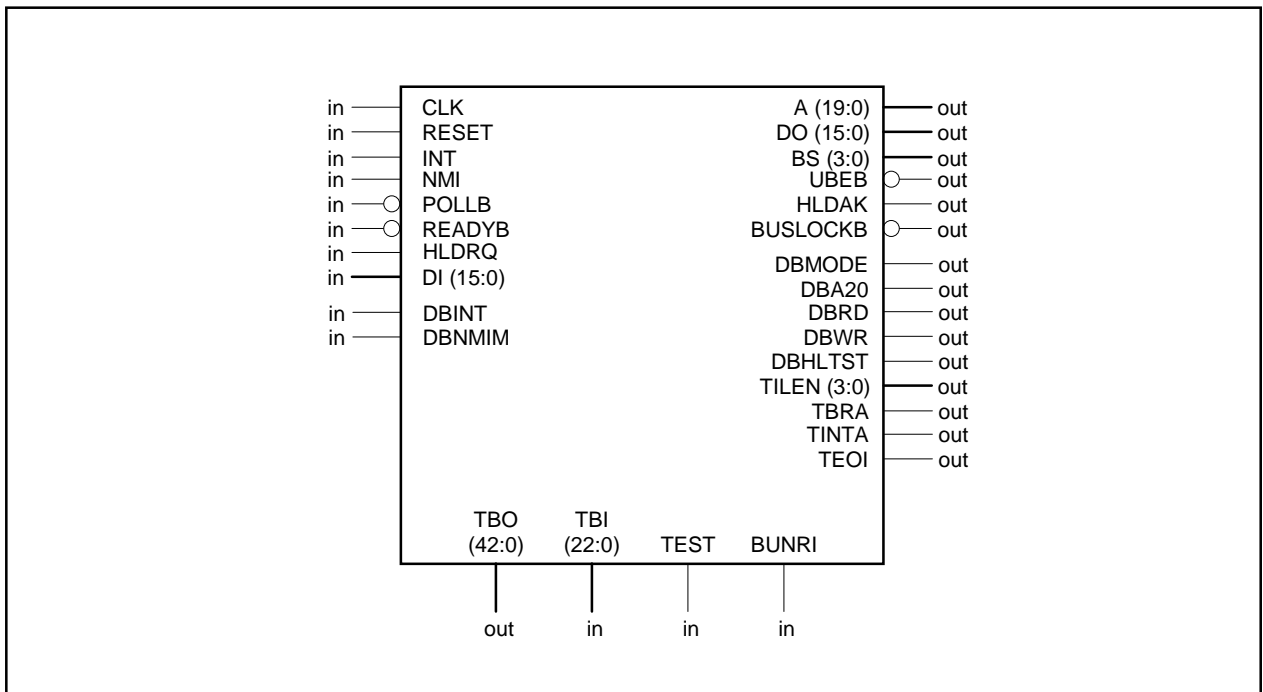 in CLK A (19:0) out
in RESET DO (15:0) out
in INT BS (3:0) out
in NMI UBEB out
in POLLB HLDAK out
in READYB BUSLOCKB out
in HLDRQ
DBMODE out
in DI (15:0)
DBA20 out
in DBINT DBRD out
in DBNMIM DBWR out
DBHLTST out
TILEN (3:0) out
TBRA out
TINTA out
TEOI out
TBO TBI
(42:0) (22:0) TEST BUNRI
out in in in